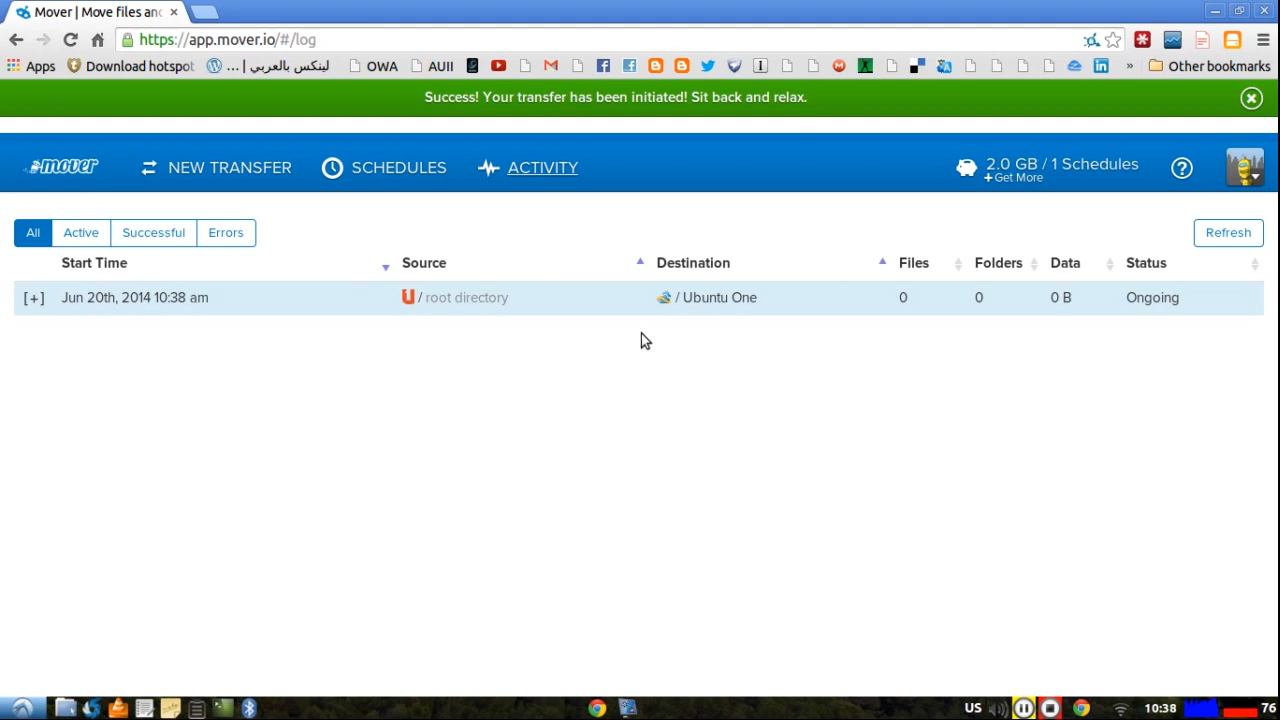 Mover | Move files and
https://app.mover.io/#/log
Apps Download hotspot لينكس بالعربي | ... OWA AUII » Other bookmarks
Success! Your transfer has been initiated! Sit back and relax.
mover NEW TRANSFER SCHEDULES ACTIVITY 2.0 GB / 1 Schedules
+Get More
All Active Successful Errors Refresh
Start Time Source Destination Files Folders Data Status
[+] Jun 20th, 2014 10:38 am / root directory / Ubuntu One 0 0 0 B Ongoing
US 10:38 76